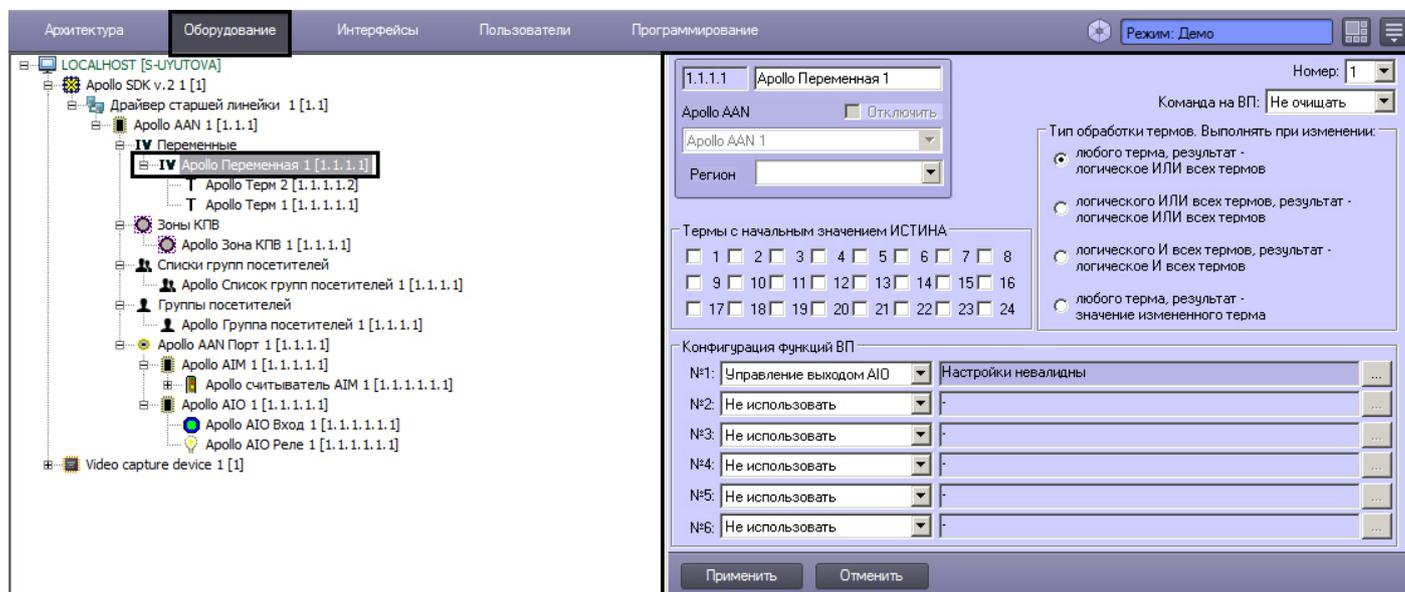 Архитектура Оборудование Интерфейсы Пользователи Программирование Режим: Демо
LOCALHOST [S-UYUTOVA]
Apollo SDK v.2 1 [1]
Драйвер старшей линейки 1 [1.1]
Apollo AAN 1 [1.1.1]
IV Переменные
IV Apollo Переменная 1 [1.1.1.1]
T Apollo Терм 2 [1.1.1.1.2]
T Apollo Терм 1 [1.1.1.1.1]
Зоны КПВ
Apollo Зона КПВ 1 [1.1.1.1]
Списки групп посетителей
Apollo Список групп посетителей 1 [1.1.1.1]
Группы посетителей
Apollo Группа посетителей 1 [1.1.1.1]
Apollo AAN Порт 1 [1.1.1.1]
Apollo AIM 1 [1.1.1.1.1]
Apollo считыватель AIM 1 [1.1.1.1.1.1]
Apollo AIO 1 [1.1.1.1.1]
Apollo AIO Вход 1 [1.1.1.1.1.1]
Apollo AIO Реле 1 [1.1.1.1.1.1]
Video capture device 1 [1]
1.1.1.1 Apollo Переменная 1
Apollo AAN Отключить
Apollo AAN 1
Регион
Номер: 1
Команда на ВП: Не очищать
Тип обработки термов. Выполнять при изменении:
любого терма, результат -
логическое ИЛИ всех термов
логического ИЛИ всех термов, результат -
логическое ИЛИ всех термов
логического И всех термов, результат -
логическое И всех термов
любого терма, результат -
значение измененного терма
Термы с начальным значением ИСТИНА
1 2 3 4 5 6 7 8
9 10 11 12 13 14 15 16
17 18 19 20 21 22 23 24
Конфигурация функций ВП
№1: Управление выходом AIO Настройки невалидны ...
№2: Не использовать - ...
№3: Не использовать - ...
№4: Не использовать - ...
№5: Не использовать - ...
№6: Не использовать - ...
Применить Отменить